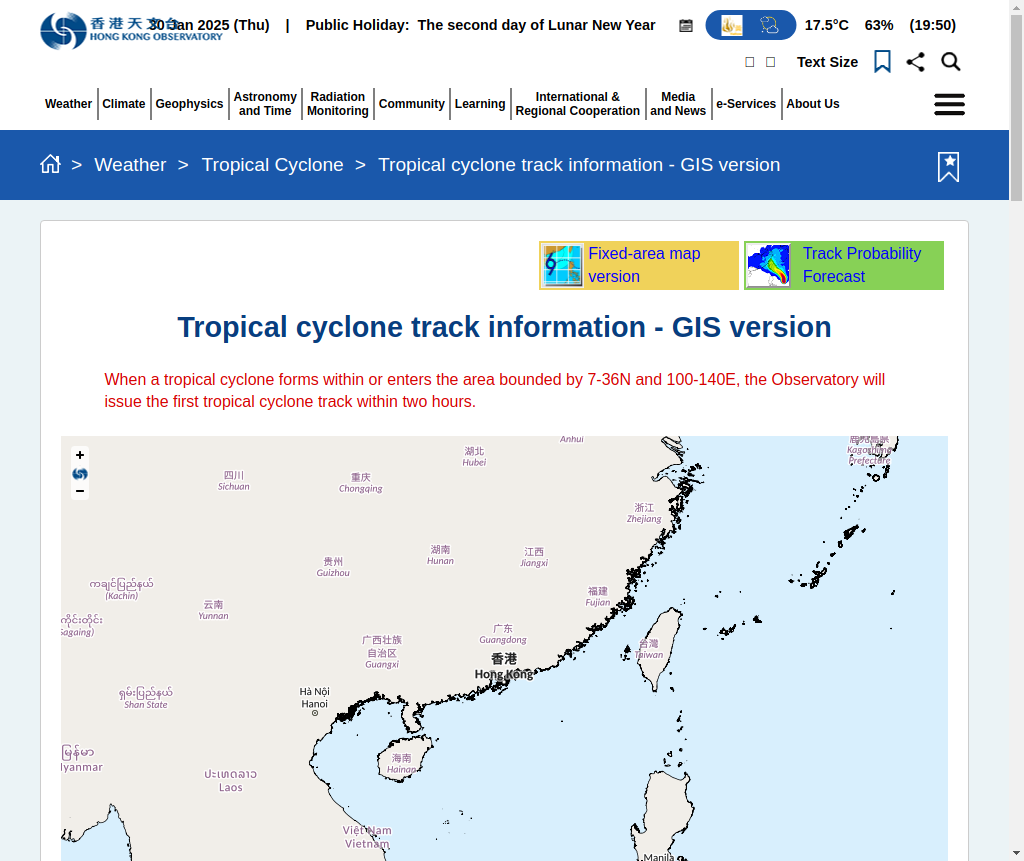 香港天文台
HONG KONG OBSERVATORY
30 Jan 2025 (Thu) | Public Holiday: The second day of Lunar New Year 17.5°C 63% (19:50)
Text Size
Weather
Climate
Geophysics
Astronomy
and Time
Radiation
Monitoring
Community
Learning
International &
Regional Cooperation
Media
and News
e-Services
About Us
> Weather > Tropical Cyclone > Tropical cyclone track information - GIS version
Fixed-area map
version
Track Probability
Forecast
Tropical cyclone track information - GIS version
When a tropical cyclone forms within or enters the area bounded by 7-36N and 100-140E, the Observatory will
issue the first tropical cyclone track within two hours.
+
−
Anhui
湖北
Hubei
鹿児島県
Kagoshima
Prefecture
四川
Sichuan
重庆
Chongqing
浙江
Zhejiang
湖南
Hunan
江西
Jiangxi
贵州
Guizhou
ကချင်ပြည်နယ်
(Kachin)
福建
Fujian
云南
Yunnan
ကိုင်းတိုင်း
Sagaing)
广东
Guangdong
广西壮族
自治区
Guangxi
台灣
Taiwan
香港
Hong Kong
ရှမ်းပြည်နယ်
Shan State
Hà Nội
Hanoi
မြန်မာ
Myanmar
海南
Hainan
ປະເທດລາວ
Laos
Việt Nam
Vietnam
Manila